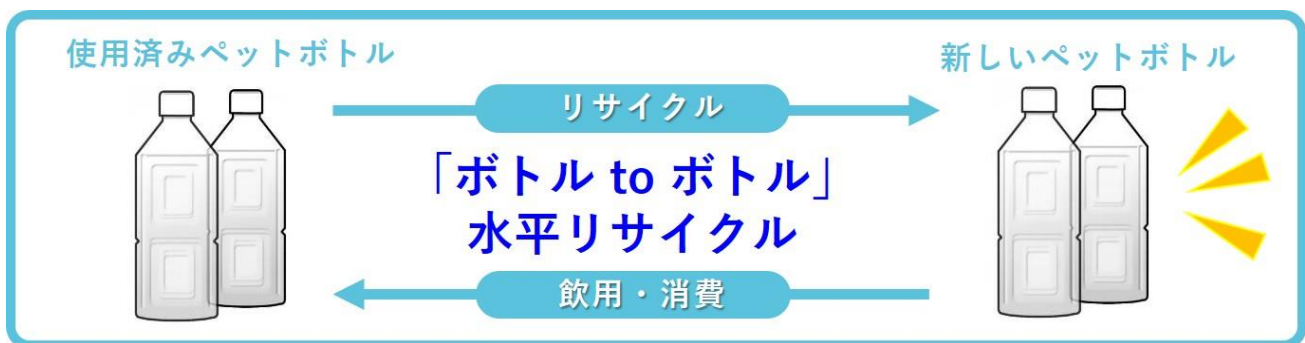 使用済みペットボトル
新しいペットボトル
リサイクル
「ボトル to ボトル」
水平リサイクル
飲用・消費